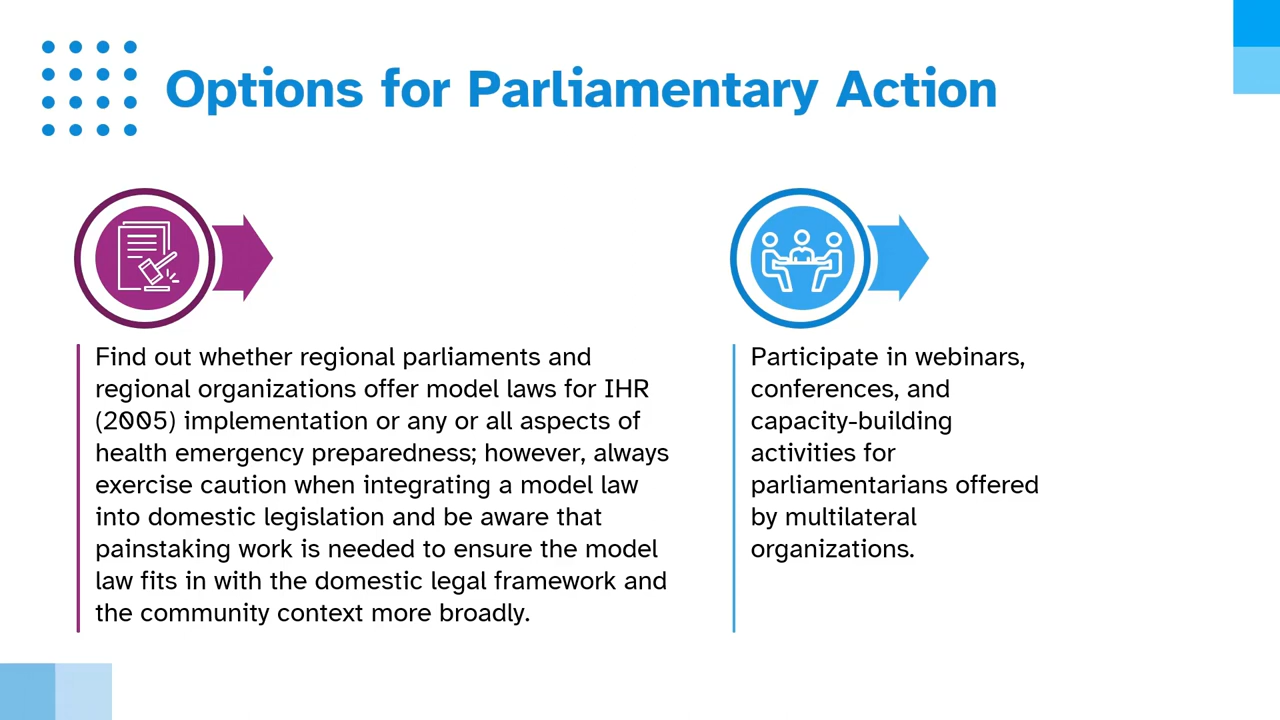 Options for Parliamentary Action
Find out whether regional parliaments and
regional organizations offer model laws for IHR
(2005) implementation or any or all aspects of
health emergency preparedness; however, always
exercise caution when integrating a model law
into domestic legislation and be aware that
painstaking work is needed to ensure the model
law fits in with the domestic legal framework and
the community context more broadly.
Participate in webinars,
conferences, and
capacity-building
activities for
parliamentarians offered
by multilateral
organizations.